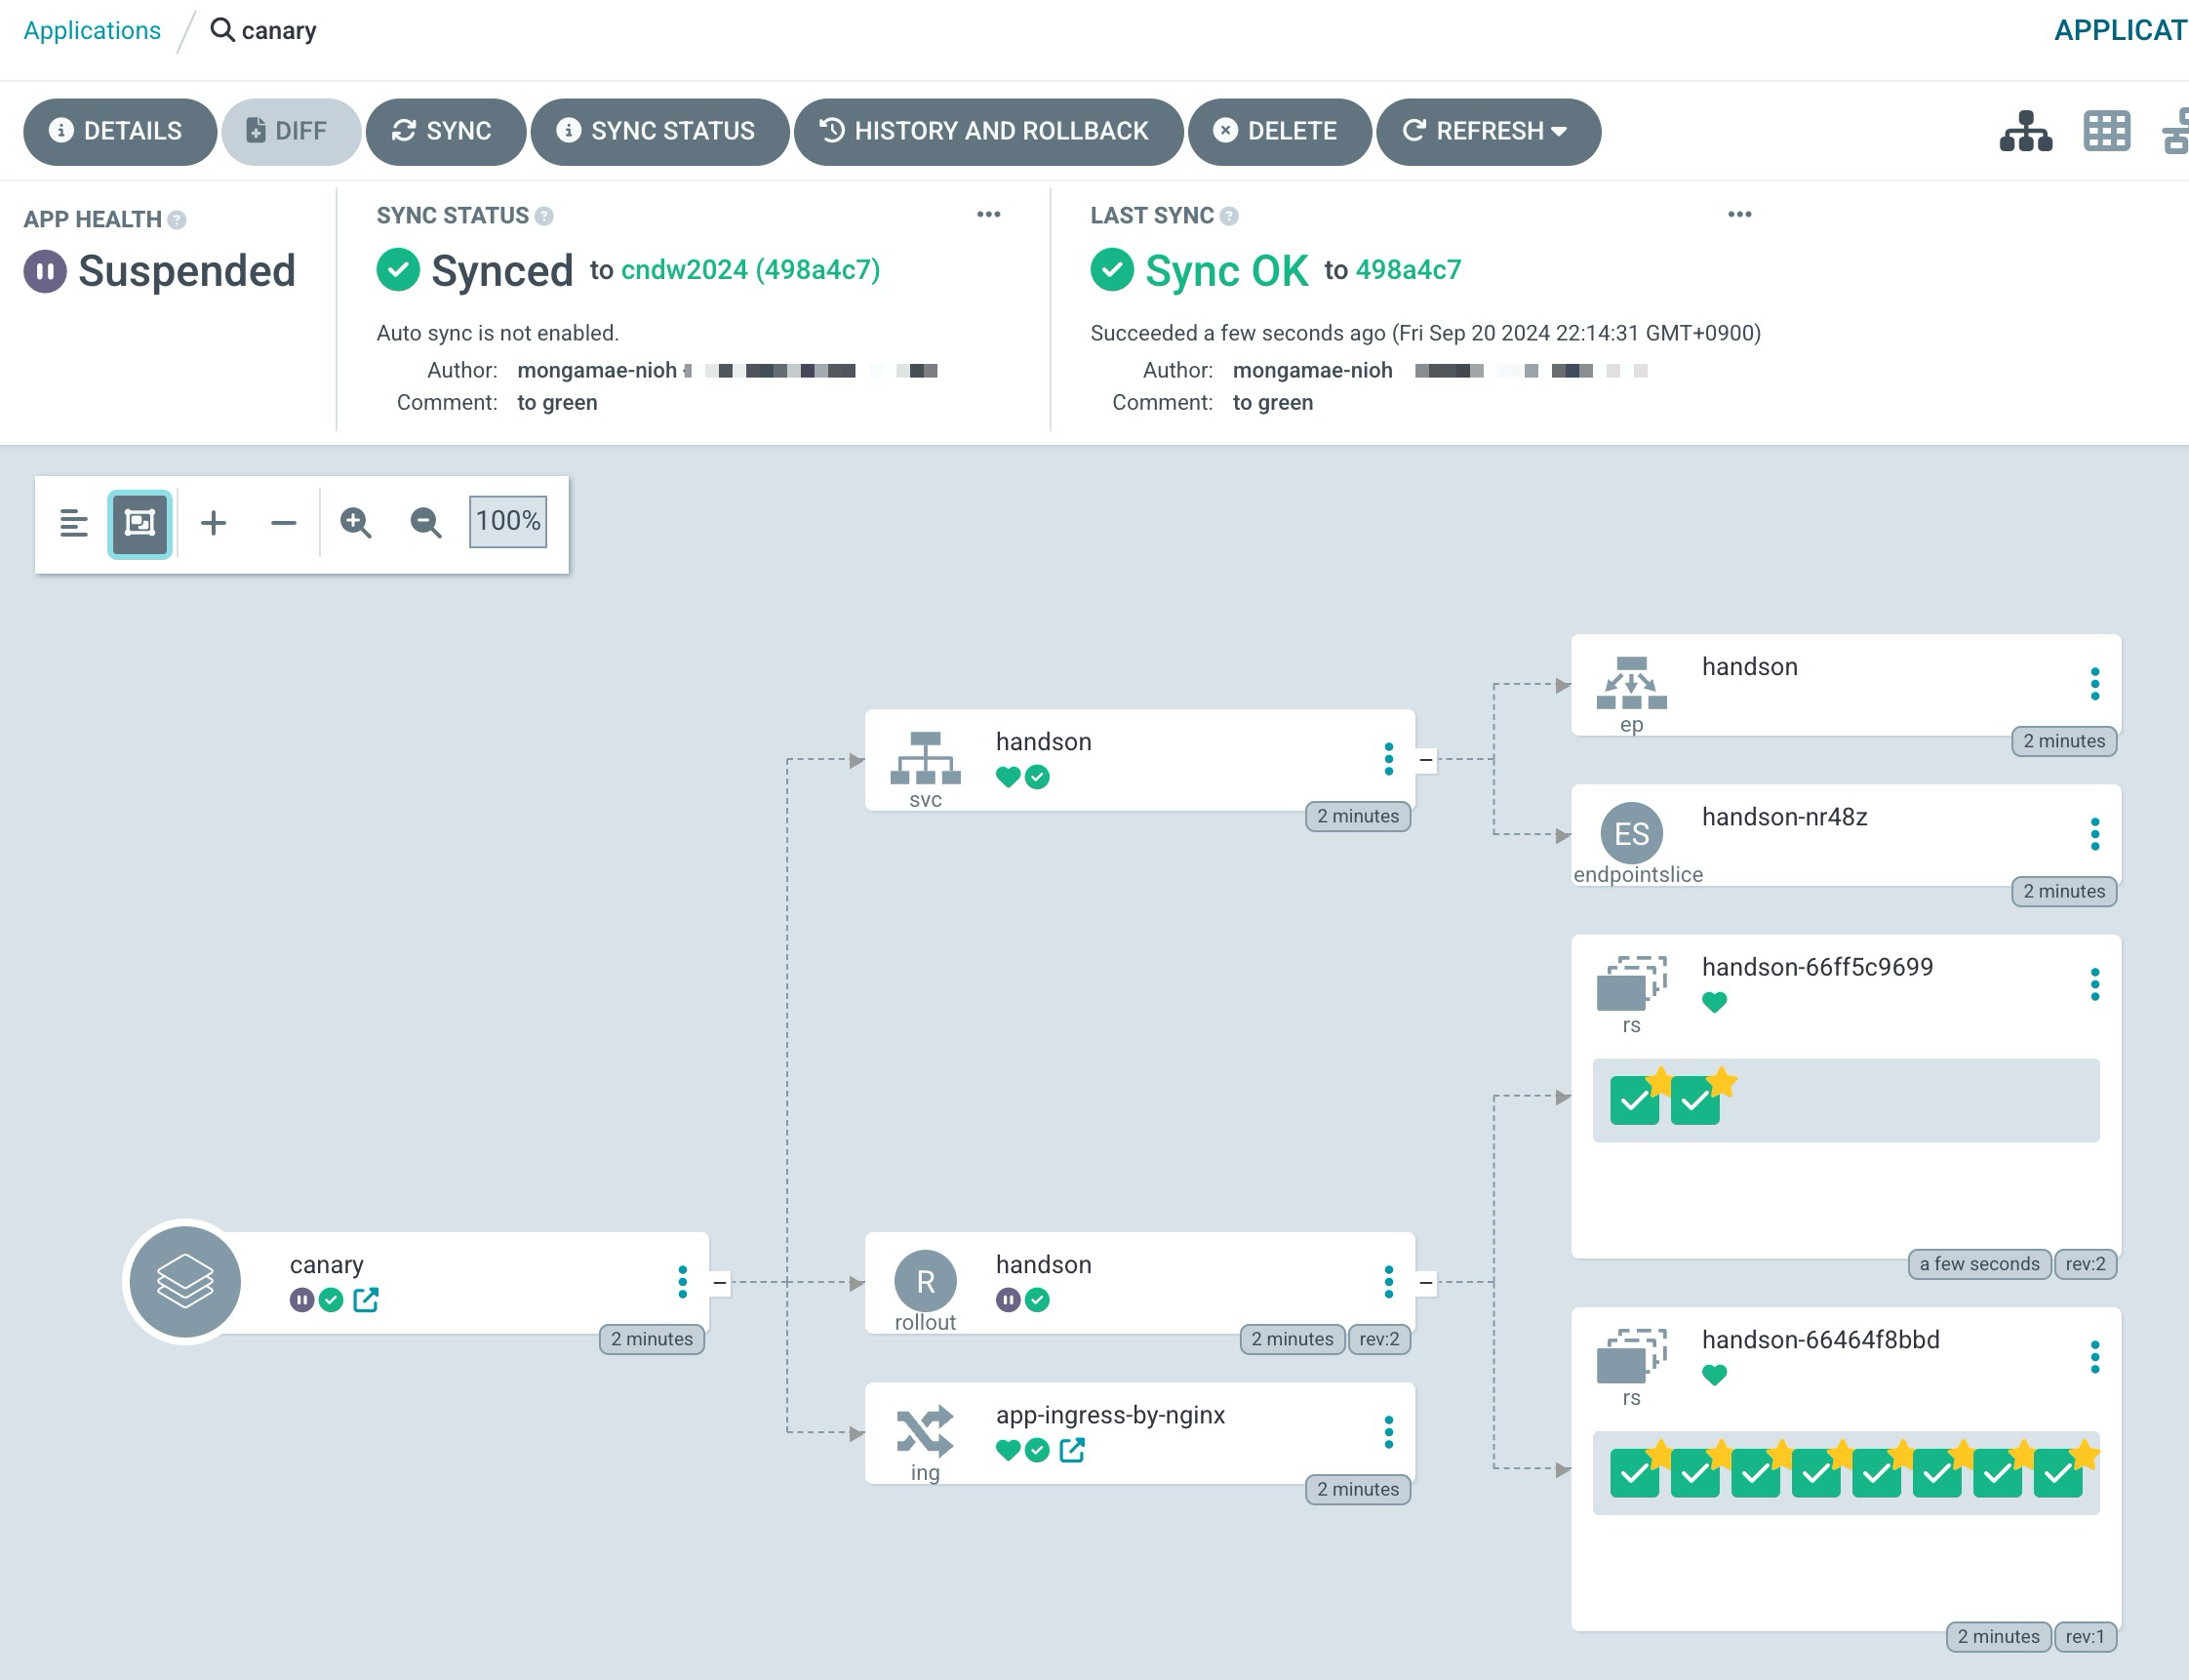 Applications / canary
APPLICAT
DETAILS DIFF SYNC SYNC STATUS HISTORY AND ROLLBACK DELETE REFRESH
APP HEALTH
Suspended
SYNC STATUS
Synced to cndw2024 (498a4c7)
Auto sync is not enabled.
Author: mongamae-nioh
Comment: to green
LAST SYNC
Sync OK to 498a4c7
Succeeded a few seconds ago (Fri Sep 20 2024 22:14:31 GMT+0900)
Author: mongamae-nioh
Comment: to green
100%
canary
2 minutes
handson
svc
2 minutes
R
handson
rollout
2 minutes rev:2
app-ingress-by-nginx
ing
2 minutes
handson
ep
2 minutes
ES
handson-nr48z
endpointslice
2 minutes
handson-66ff5c9699
rs
a few seconds rev:2
handson-66464f8bbd
rs
2 minutes rev:1